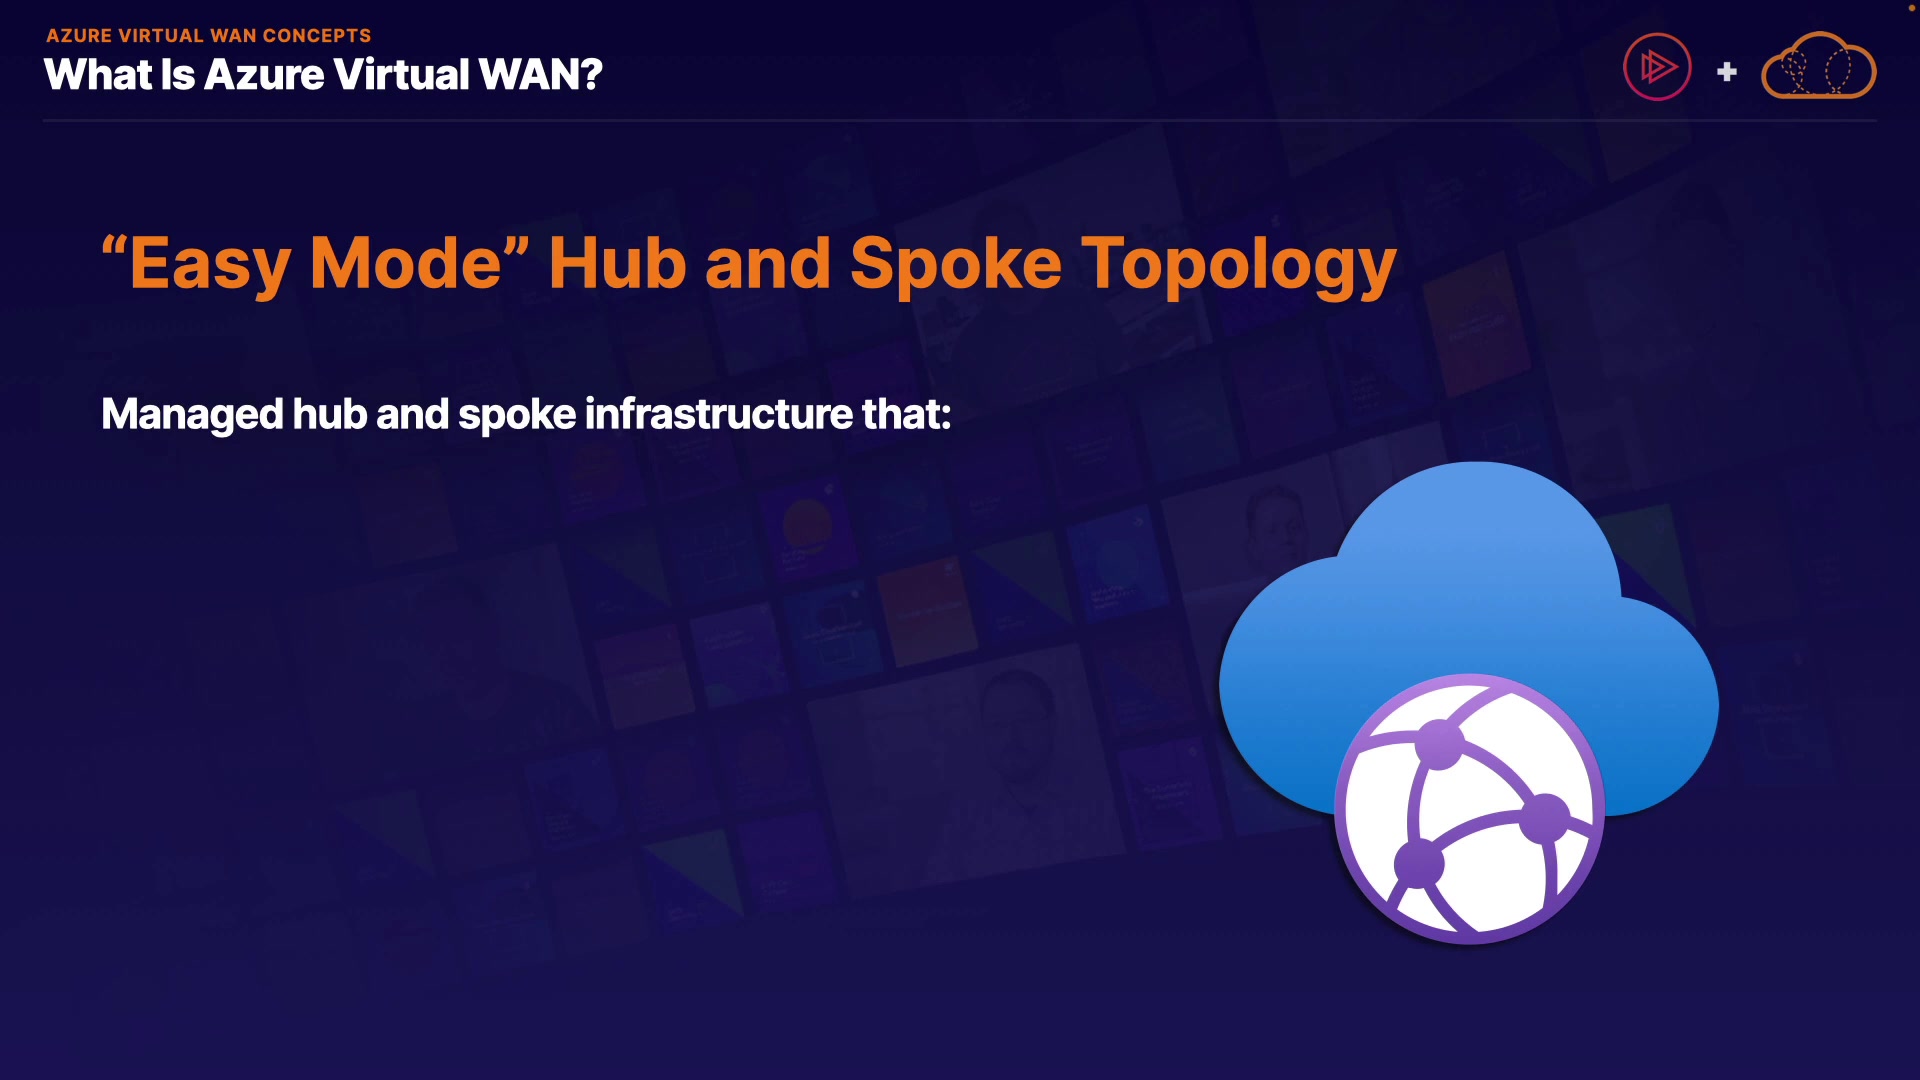 AZURE VIRTUAL WAN CONCEPTS
What Is Azure Virtual WAN?
“Easy Mode” Hub and Spoke Topology
Managed hub and spoke infrastructure that: